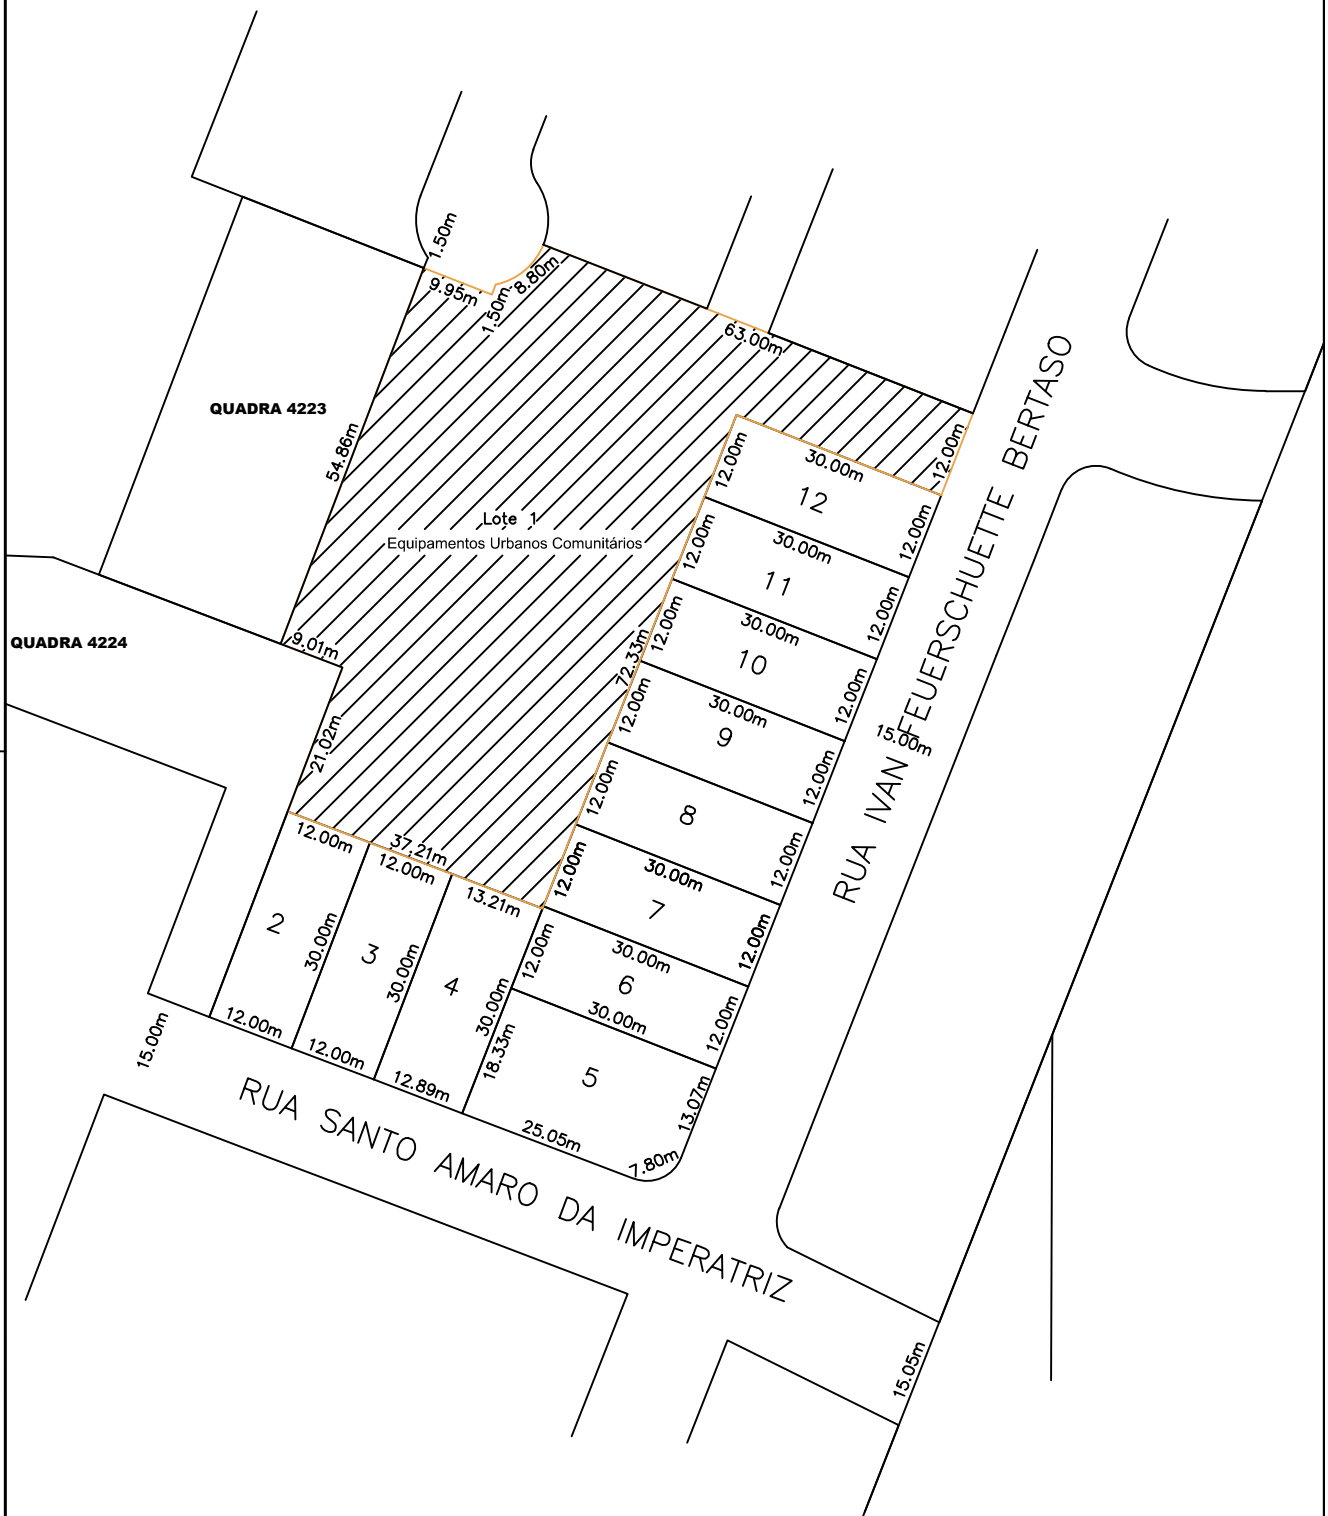 1.50m
9.95m
1.50m
8.80m
63.00m
QUADRA 4223
54.86m
Lote 1
Equipamentos Urbanos Comunitários
12.00m
30.00m
12.00m
12
12.00m
12.00m
30.00m
11
12.00m
12.00m
30.00m
10
12.00m
72.33m
12.00m
30.00m
9
12.00m
12.00m
8
12.00m
12.00m
30.00m
7
12.00m
12.00m
30.00m
6
12.00m
30.00m
5
18.33m
13.07m
25.05m
7.80m
QUADRA 4224
9.01m
21.02m
37.21m
12.00m
12.00m
13.21m
2
30.00m
3
30.00m
4
30.00m
12.00m
12.00m
12.89m
15.00m
15.00m
RUA IVAN FEUERSCHUETTE BERTASO
RUA SANTO AMARO DA IMPERATRIZ
15.05m